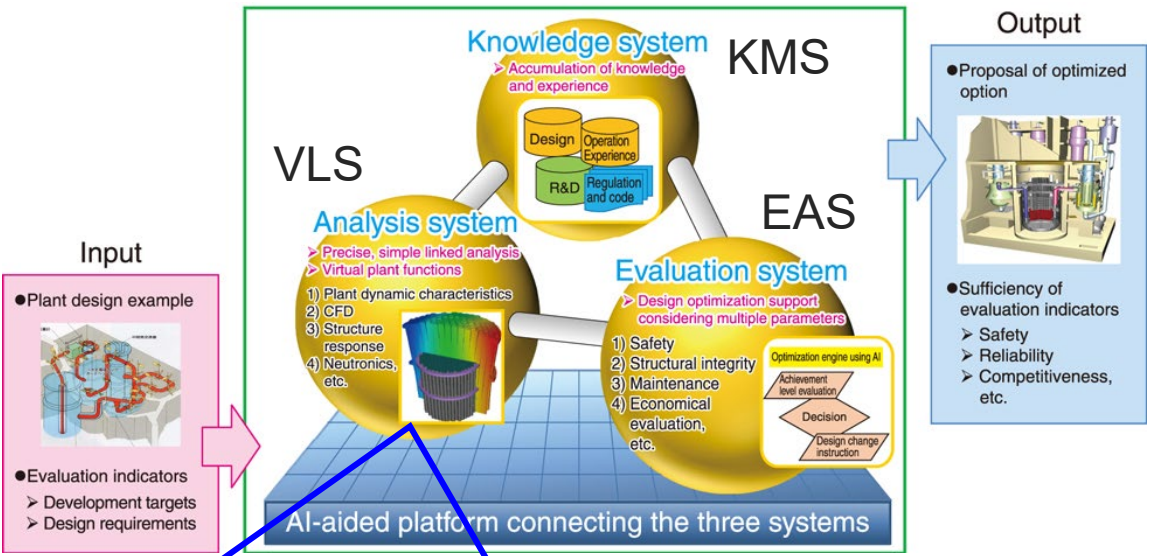 Input
●Plant design example
●Evaluation indicators
➢ Development targets
➢ Design requirements
Knowledge system
KMS
➢ Accumulation of knowledge
and experience
Design
Operation
Experience
R&D
Regulation
and code
VLS
Analysis system
➢ Precise, simple linked analysis
➢ Virtual plant functions
1) Plant dynamic characteristics
2) CFD
3) Structure
response
4) Neutronics,
etc.
EAS
Evaluation system
➢ Design optimization support
considering multiple parameters
1) Safety
2) Structural integrity
3) Maintenance
4) Economical
evaluation,
etc.
Optimization engine using AI
Achievement
level evaluation
Decision
Design change
instruction
AI-aided platform connecting the three systems
Output
●Proposal of optimized
option
●Sufficiency of
evaluation indicators
➢ Safety
➢ Reliability
➢ Competitiveness,
etc.